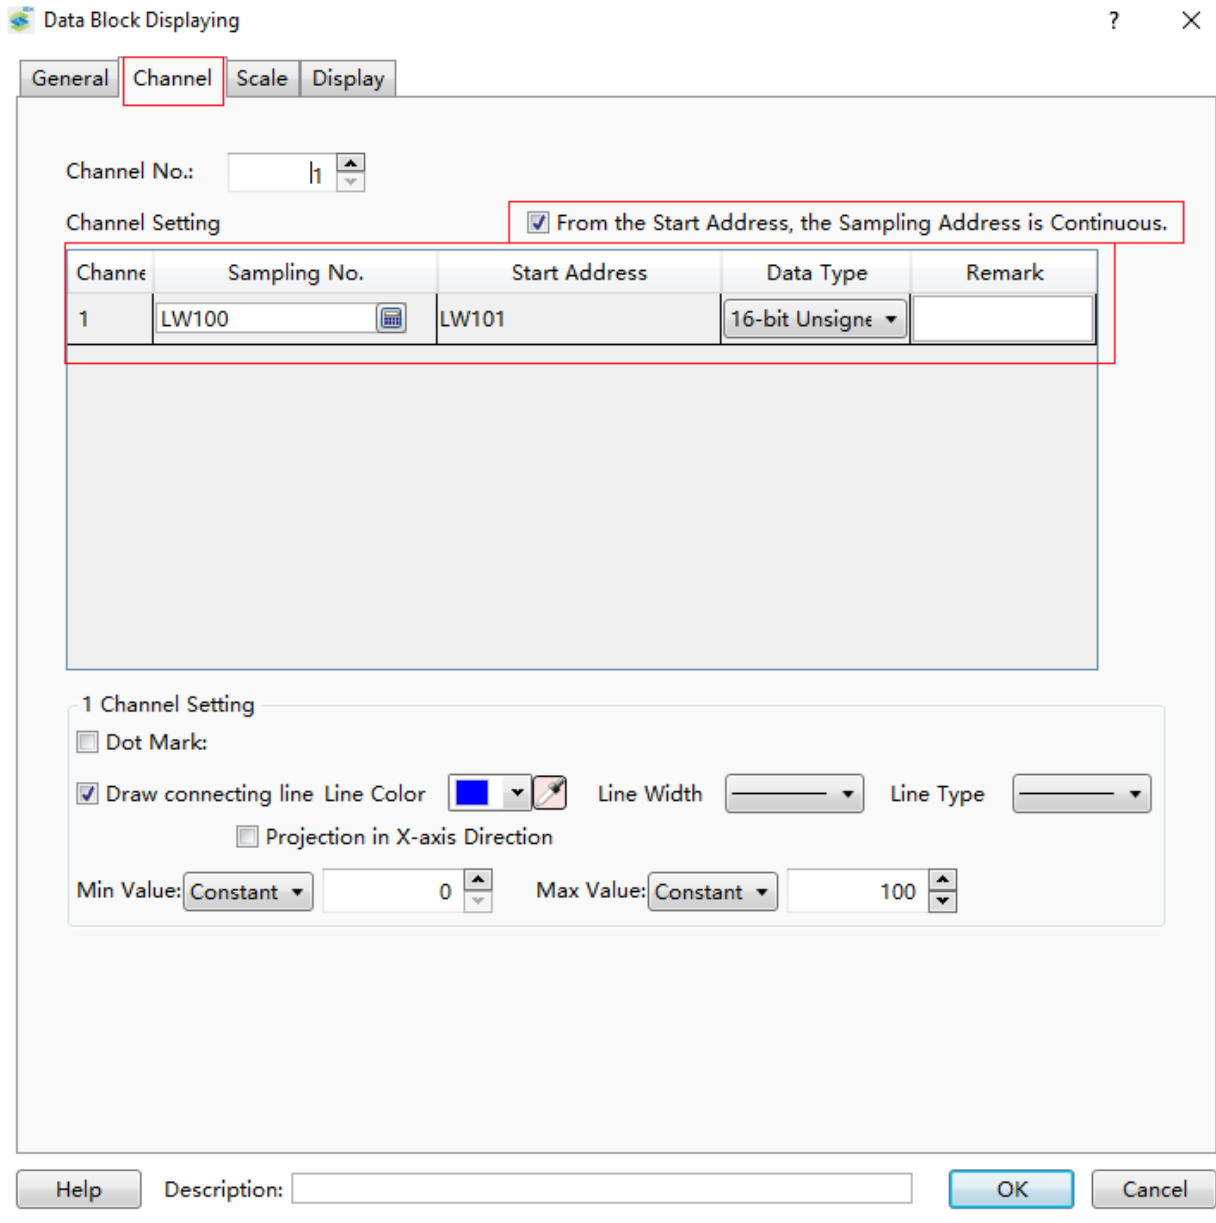 Data Block Displaying
General Channel Scale Display
Channel No.: 1
Channel Setting From the Start Address, the Sampling Address is Continuous.
Channe Sampling No. Start Address Data Type Remark
1 LW100 LW101 16-bit Unsigne
1 Channel Setting
Dot Mark:
Draw connecting line Line Color Line Width Line Type
Projection in X-axis Direction
Min Value: Constant 0 Max Value: Constant 100
Help Description: OK Cancel